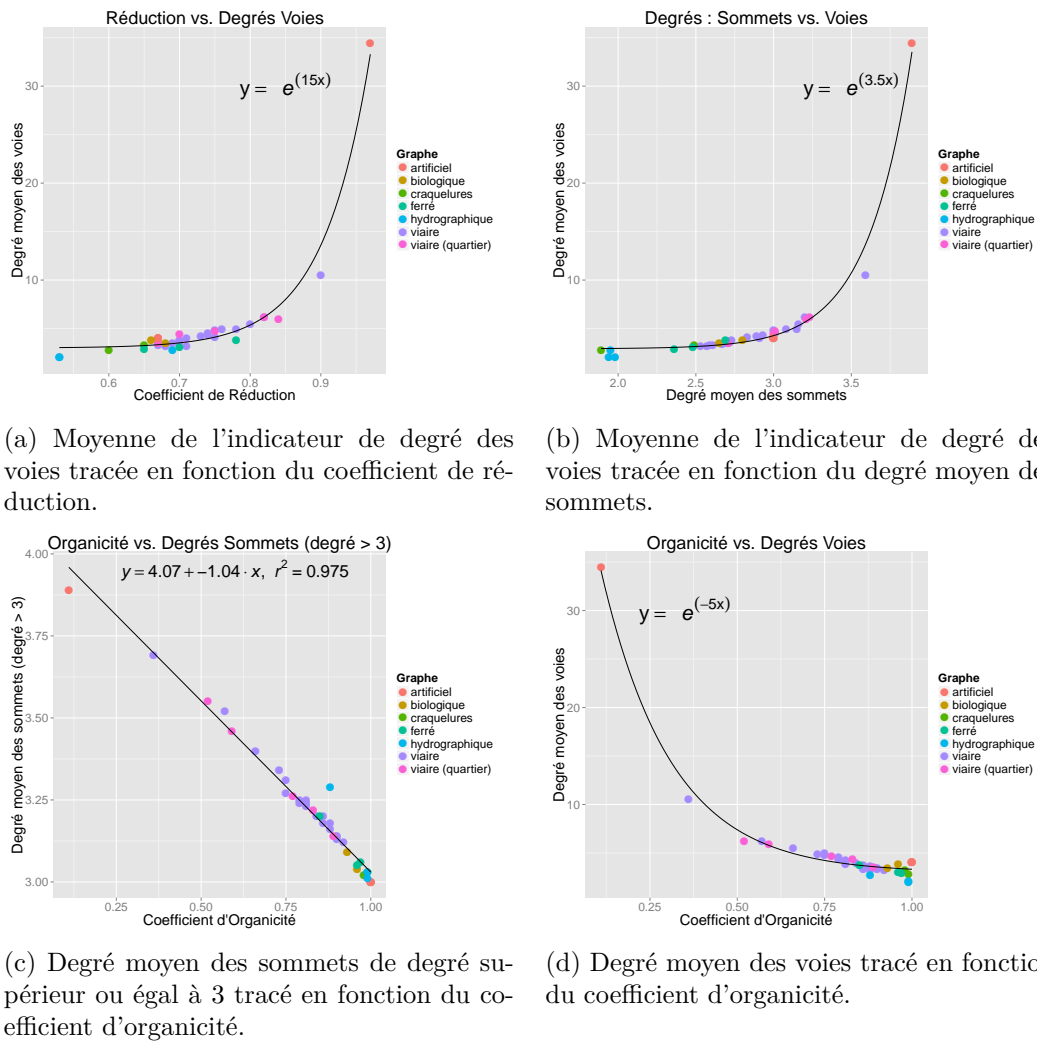 Réduction vs. Degrés Voies
y = e^(15x)
Degré moyen des voies
30
20
10
0.6
0.7
0.8
0.9
Coefficient de Réduction
Graphe
artificiel
biologique
craquelures
ferré
hydrographique
viaire
viaire (quartier)
(a) Moyenne de l'indicateur de degré des
voies tracée en fonction du coefficient de ré-
duction.
Degrés : Sommets vs. Voies
y = e^(3.5x)
Degré moyen des voies
30
20
10
2.0
2.5
3.0
3.5
Degré moyen des sommets
Graphe
artificiel
biologique
craquelures
ferré
hydrographique
viaire
viaire (quartier)
(b) Moyenne de l'indicateur de degré de
voies tracée en fonction du degré moyen de
sommets.
Organicité vs. Degrés Sommets (degré > 3)
y = 4.07 + −1.04 · x, r² = 0.975
Degré moyen des sommets (degré > 3)
4.00
3.75
3.50
3.25
3.00
0.25
0.50
0.75
1.00
Coefficient d'Organicité
Graphe
artificiel
biologique
craquelures
ferré
hydrographique
viaire
viaire (quartier)
(c) Degré moyen des sommets de degré su-
périeur ou égal à 3 tracé en fonction du co-
efficient d'organicité.
Organicité vs. Degrés Voies
y = e^(−5x)
Degré moyen des voies
30
20
10
0.25
0.50
0.75
1.00
Coefficient d'Organicité
Graphe
artificiel
biologique
craquelures
ferré
hydrographique
viaire
viaire (quartier)
(d) Degré moyen des voies tracé en fonctio
du coefficient d'organicité.